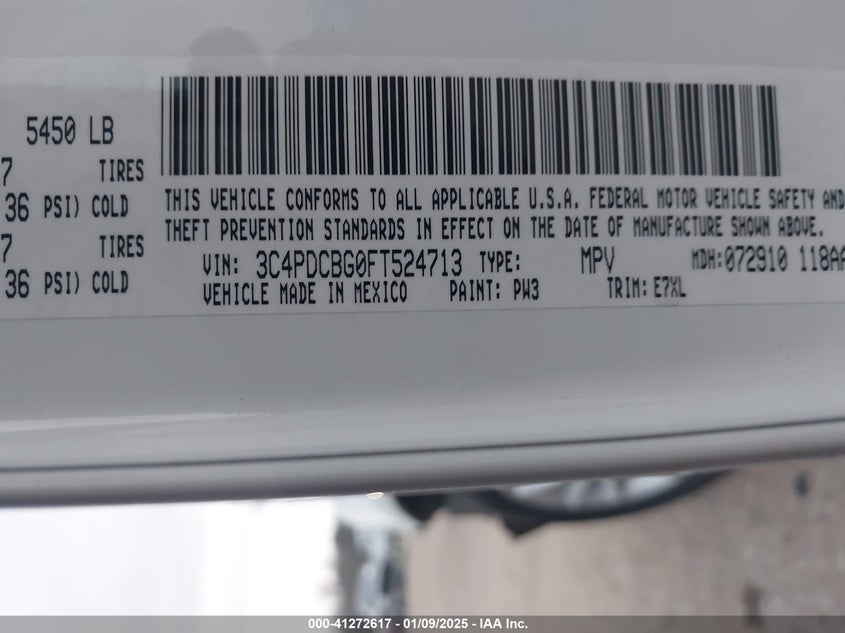 5450 LB
7 TIRES
36 PSI) COLD
7 TIRES
36 PSI) COLD
THIS VEHICLE CONFORMS TO ALL APPLICABLE U.S.A. FEDERAL MOTOR VEHICLE SAFETY AND
THEFT PREVENTION STANDARDS IN EFFECT ON THE DATE OF MANUFACTURE SHOWN ABOVE.
VIN: 3C4PDCBG0FT524713 TYPE: MPV MDH: 072910 118AA
VEHICLE MADE IN MEXICO PAINT: PW3 TRIM: E7XL
000-41272617 - 01/09/2025 - IAA Inc.